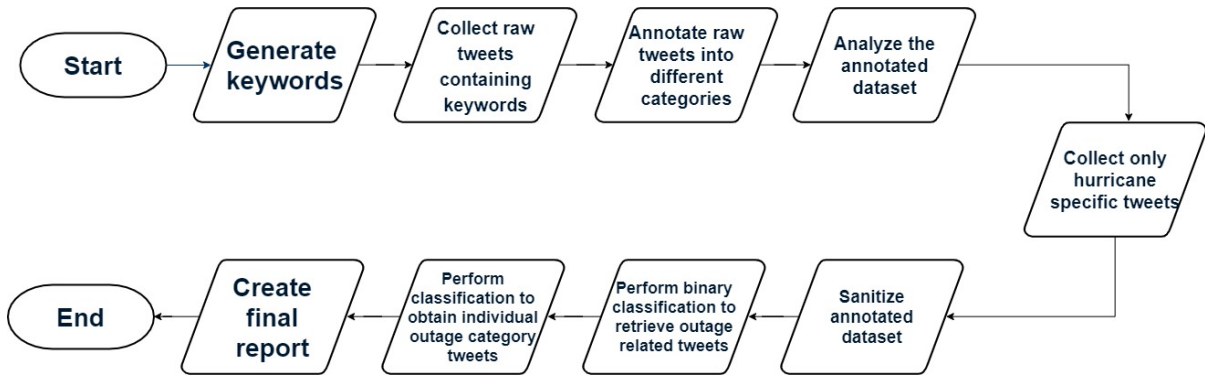 Start
Generate
keywords
Collect raw
tweets
containing
keywords
Annotate raw
tweets into
different
categories
Analyze the
annotated
dataset
Collect only
hurricane
specific tweets
Sanitize
annotated
dataset
Perform binary
classification to
retrieve outage
related tweets
Perform
classification to
obtain individual
outage category
tweets
Create
final
report
End